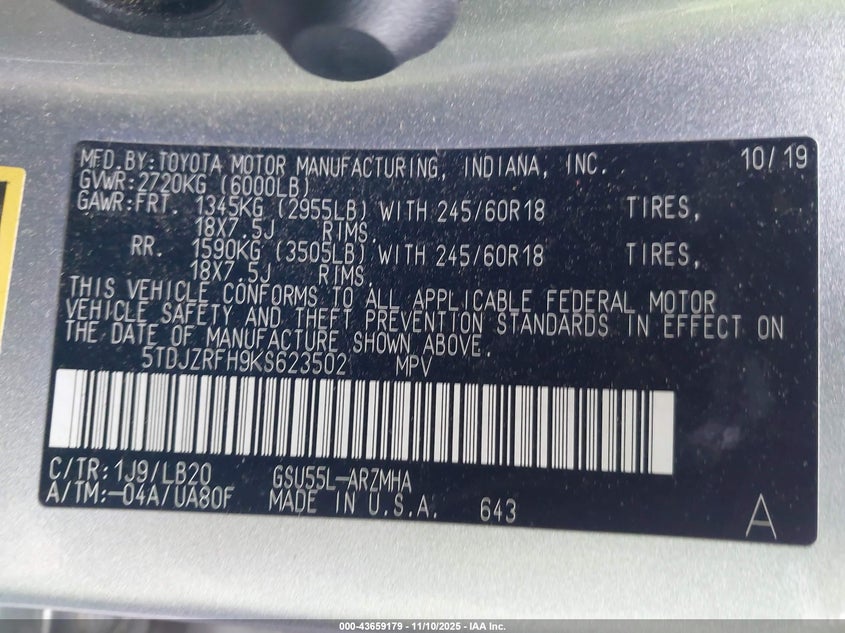 MFD.BY:TOYOTA MOTOR MANUFACTURING, INDIANA, INC. 10/19
GVWR:2720KG (6000LB)
GAWR:FRT. 1345KG (2955LB) WITH 245/60R18 TIRES,
18X7.5J RIMS.
RR. 1590KG (3505LB) WITH 245/60R18 TIRES,
18X7.5J RIMS.
THIS VEHICLE CONFORMS TO ALL APPLICABLE FEDERAL MOTOR
VEHICLE SAFETY AND THEFT PREVENTION STANDARDS IN EFFECT ON
THE DATE OF MANUFACTURE SHOWN ABOVE.
5TDJZRFH9KS623502 MPV
C/TR:1J9/LB20 GSU55L-ARZMHA
A/TM:-04A/UA80F MADE IN U.S.A. 643 A
000-43659179 - 11/10/2025 - IAA Inc.